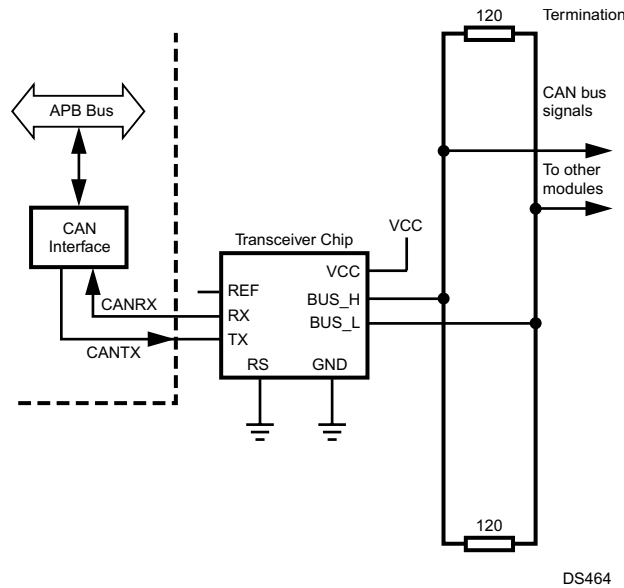 120
Termination
APB Bus
CAN bus
signals
To other
modules
CAN
Interface
Transceiver Chip
VCC
VCC
REF
BUS_H
CANRX
RX
BUS_L
CANTX
TX
RS
GND
120
DS464